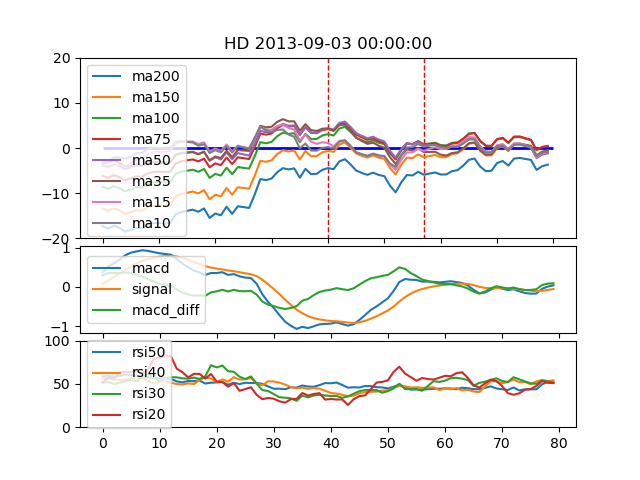 HD 2013-09-03 00:00:00
20
10
0
−10
−20
ma200
ma150
ma100
ma75
ma50
ma35
ma15
ma10
1
0
−1
macd
signal
macd_diff
100
50
0
rsi50
rsi40
rsi30
rsi20
0 10 20 30 40 50 60 70 80